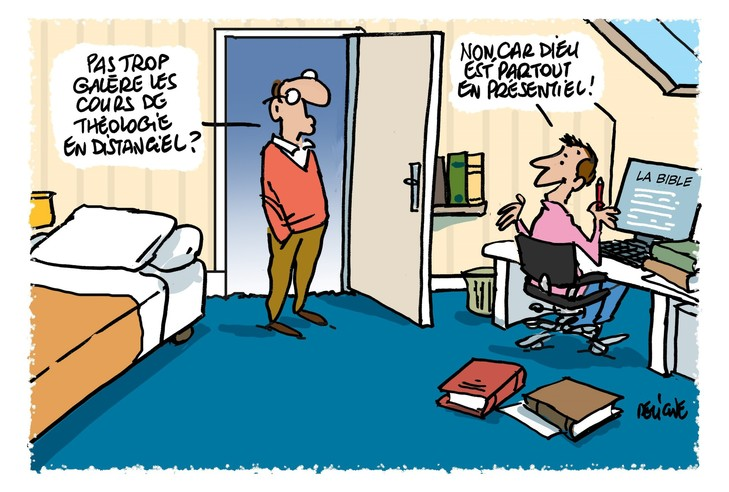 PAS TROP
GALÈRE LES
COURS DE
THÉOLOGIE
EN DISTANCIEL?
NON, CAR DIEU
EST PARTOUT
EN PRÉSENTIEL!
LA BIBLE
DELIGNE